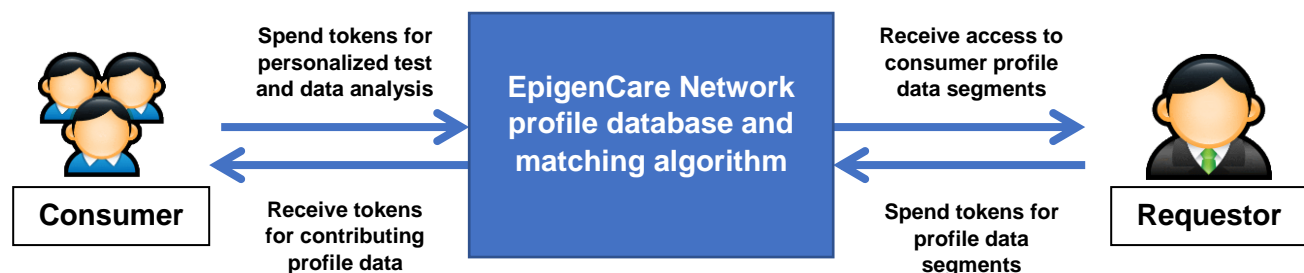 Spend tokens for
personalized test
and data analysis
Consumer
Receive tokens
for contributing
profile data
EpigenCare Network
profile database and
matching algorithm
Receive access to
consumer profile
data segments
Spend tokens for
profile data
segments
Requestor